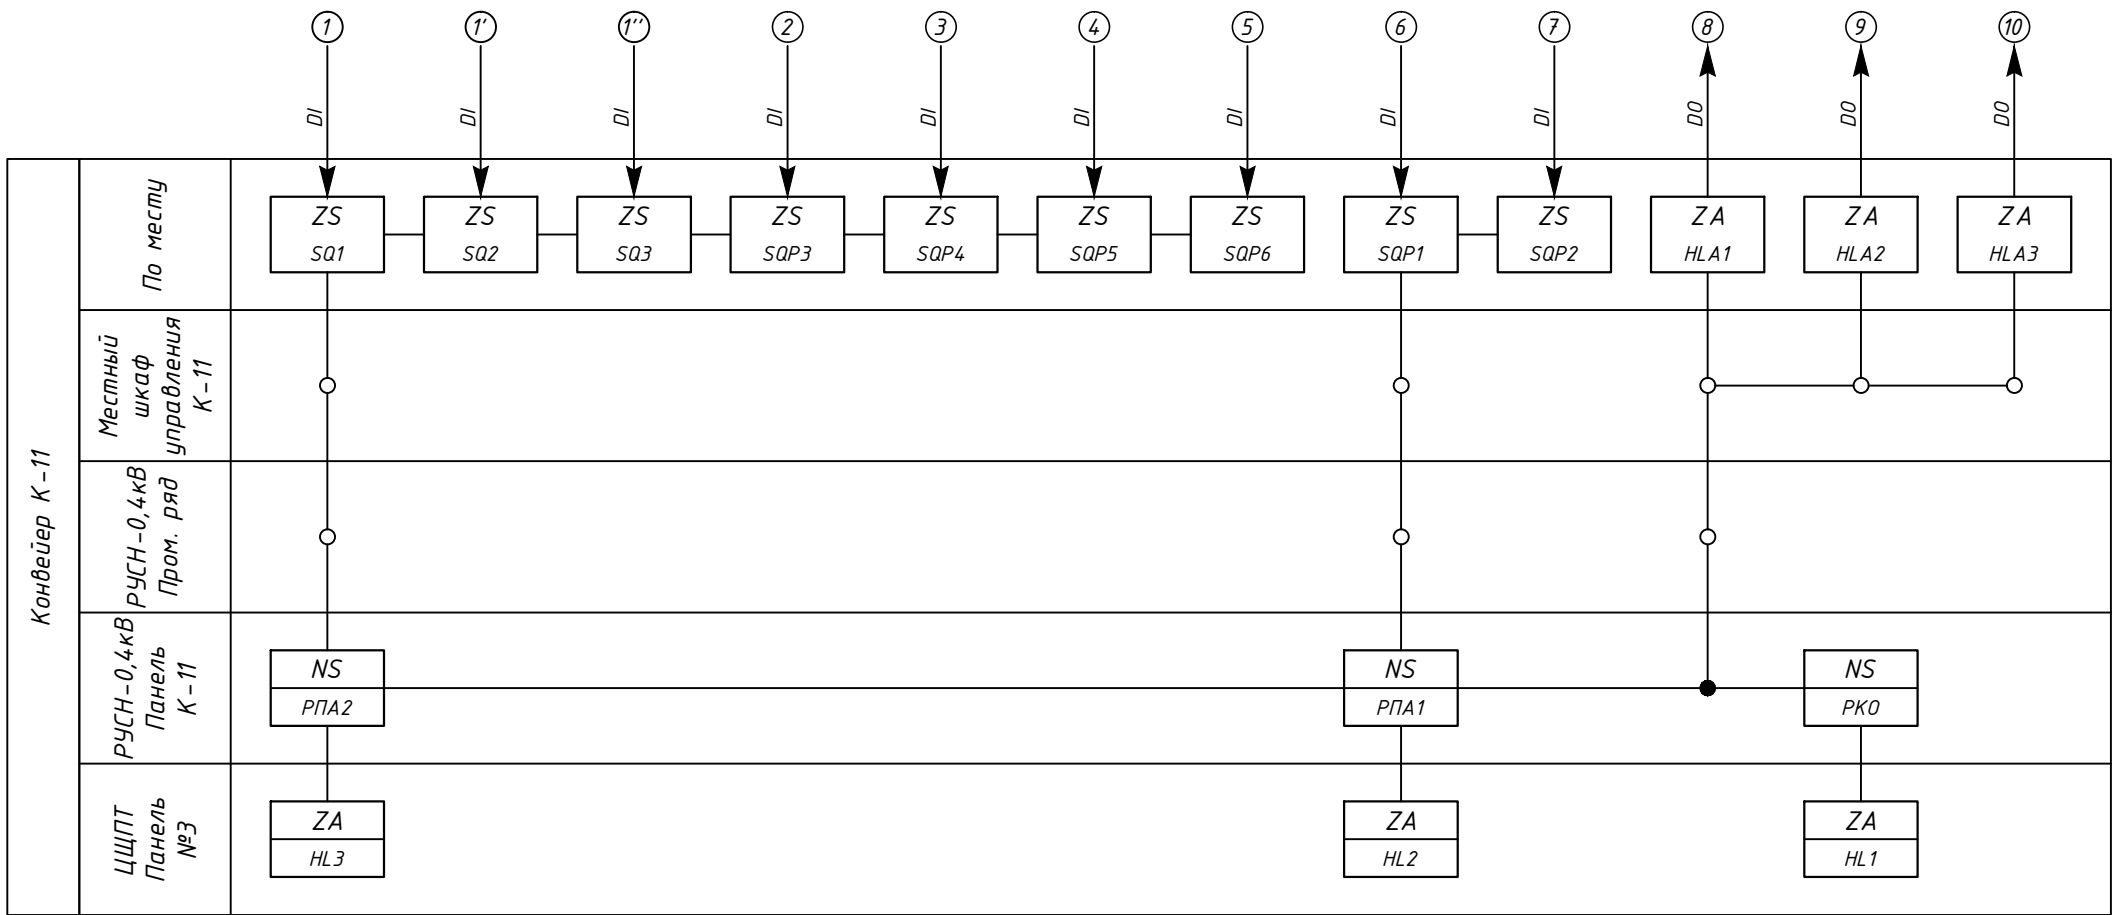 1 1' 1'' 2 3 4 5 6 7 8 9 10
DI DI DI DI DI DI DI DI DI DO DO DO
Конвейер К-11
По месту
ZS ZS ZS ZS ZS ZS ZS ZS ZS ZA ZA ZA
SQ1 SQ2 SQ3 SQP3 SQP4 SQP5 SQP6 SQP1 SQP2 HLA1 HLA2 HLA3
Местный
шкаф
управления
К-11
РУСН-0,4кВ
Пром. ряд
РУСН-0,4кВ
Панель
К-11
NS NS NS
РПА2 РПА1 РКО
ЦЩПТ
Панель
№3
ZA ZA ZA
HL3 HL2 HL1